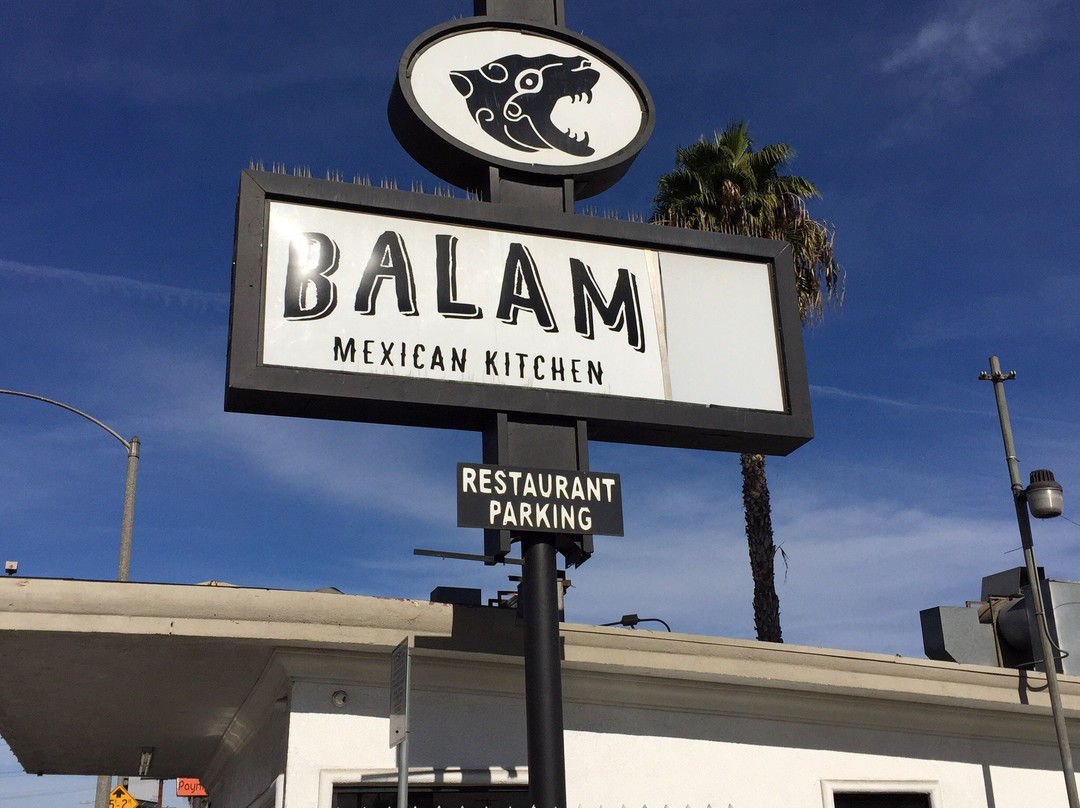 BALAM
MEXICAN KITCHEN
RESTAURANT
PARKING